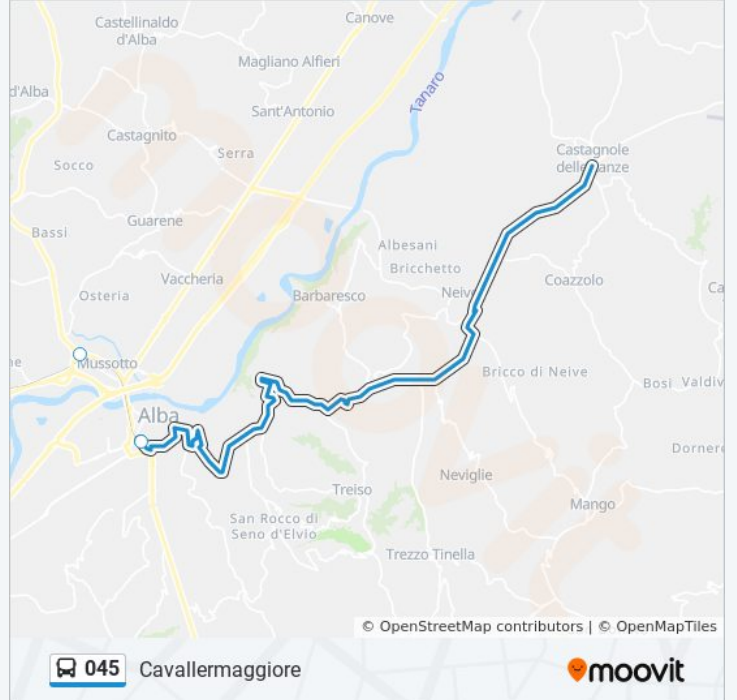 Canove
Castellinaldo
d'Alba
Magliano Alfieri
d'Alba
Tanaro
Sant'Antonio
Castagnito
Serra
Socco
Castagnole
delle Lanze
Guarene
Bassi
Albesani
Bricchetto
Vaccheria
Coazzolo
Ca
Osteria
Barbaresco
Neive
ne
Mussotto
Bricco di Neive
Bosi
Valdiv
Alba
Dornere
Neviglie
Treiso
Mango
San Rocco di
Seno d'Elvio
Trezzo Tinella
© OpenStreetMap contributors | © OpenMapTiles
045 Cavallermaggiore
moovit